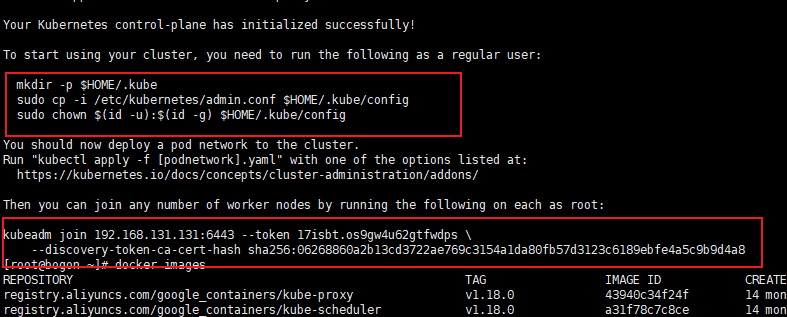 Your Kubernetes control-plane has initialized successfully!
To start using your cluster, you need to run the following as a regular user:
mkdir -p $HOME/.kube
sudo cp -i /etc/kubernetes/admin.conf $HOME/.kube/config
sudo chown $(id -u):$(id -g) $HOME/.kube/config
You should now deploy a pod network to the cluster.
Run "kubectl apply -f [podnetwork].yaml" with one of the options listed at:
https://kubernetes.io/docs/concepts/cluster-administration/addons/
Then you can join any number of worker nodes by running the following on each as root:
kubeadm join 192.168.131.131:6443 --token 17isbt.os9gw4u62gtfwdps \
--discovery-token-ca-cert-hash sha256:06268860a2b13cd3722ae769c3154a1da80fb57d3123c6189ebfe4a5c9b9d4a8
[root@bogon ~]# docker images
REPOSITORY TAG IMAGE ID CREATE
registry.aliyuncs.com/google_containers/kube-proxy v1.18.0 43940c34f24f 14 mon
registry.aliyuncs.com/google_containers/kube-scheduler v1.18.0 a31f78c7c8ce 14 mon